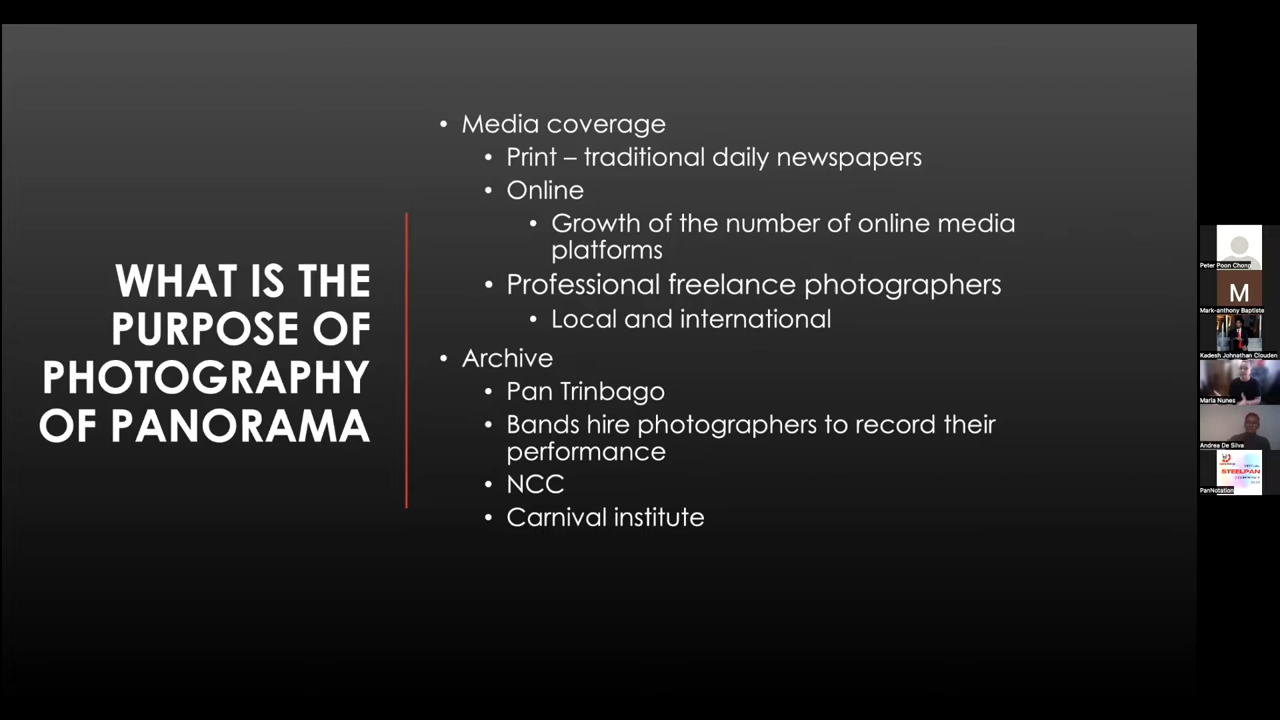 WHAT IS THE
PURPOSE OF
PHOTOGRAPHY
OF PANORAMA
• Media coverage
• Print – traditional daily newspapers
• Online
• Growth of the number of online media
platforms
• Professional freelance photographers
• Local and international
• Archive
• Pan Trinbago
• Bands hire photographers to record their
performance
• NCC
• Carnival institute
Peter Poon Chong
M
Mark-anthony Baptiste
Kadesh Johnathan Clouden
Maria Nunes
Andrea De Silva
STEELPAN
PanNotation